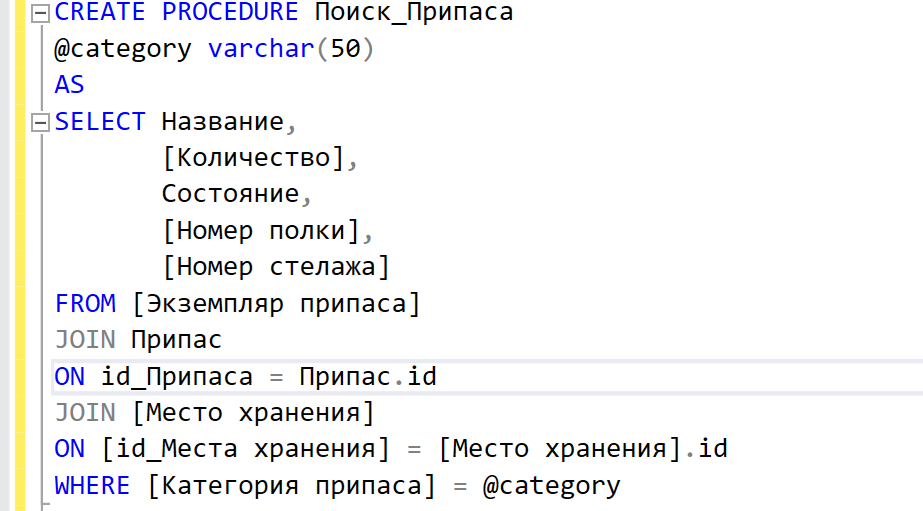 CREATE PROCEDURE Поиск_Припаса
@category varchar(50)
AS
SELECT Название,
[Количество],
Состояние,
[Номер полки],
[Номер стелажа]
FROM [Экземпляр припаса]
JOIN Припас
ON id_Припаса = Припас.id
JOIN [Место хранения]
ON [id_Места хранения] = [Место хранения].id
WHERE [Категория припаса] = @category